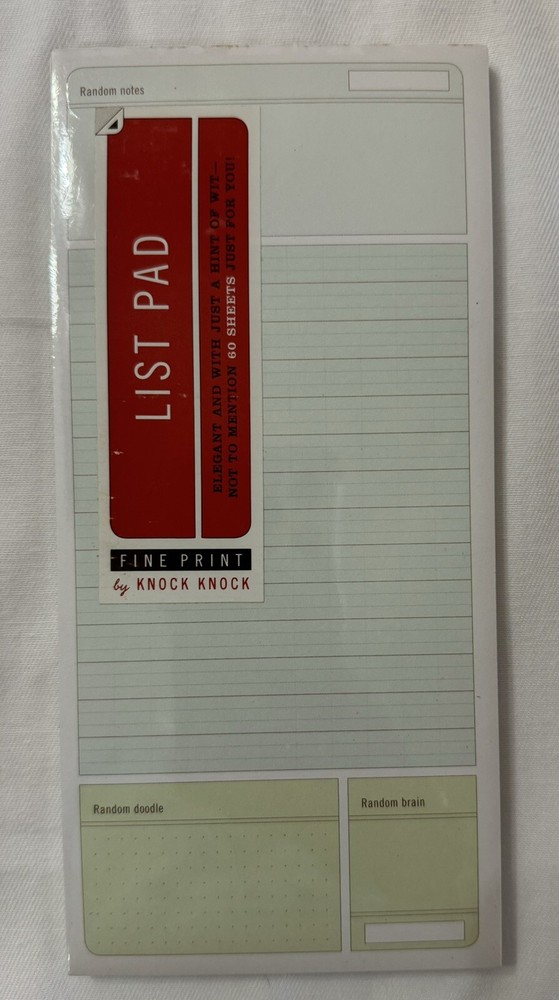 Random notes
LIST PAD
ELEGANT AND WITH JUST A HINT OF WIT—
NOT TO MENTION 60 SHEETS JUST FOR YOU!
FINE PRINT
by KNOCK KNOCK
Random doodle
Random brain